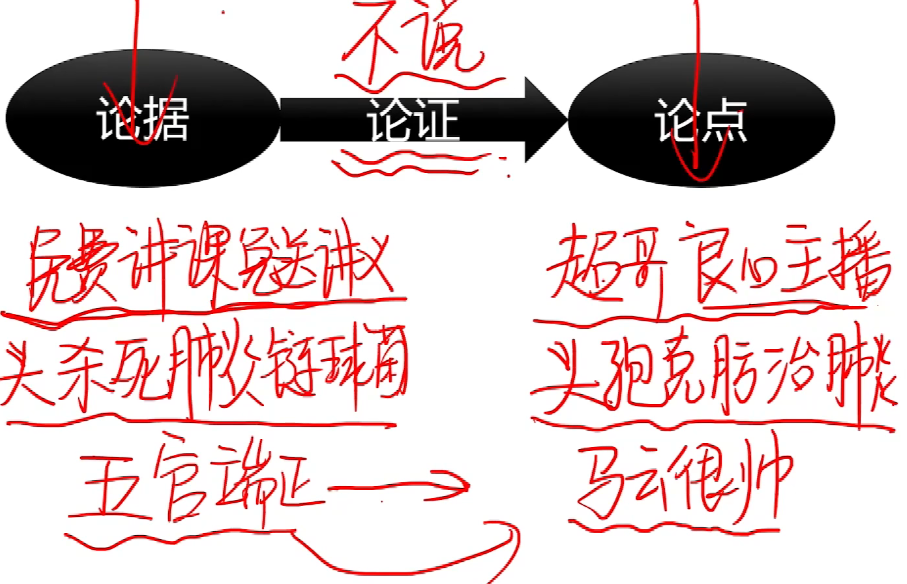 不说
论据 论证 论点
免费讲课免送讲义 超哥良心主播
头杀死肺炎链球菌 头孢克肟治肺炎
五官端正 马云很帅